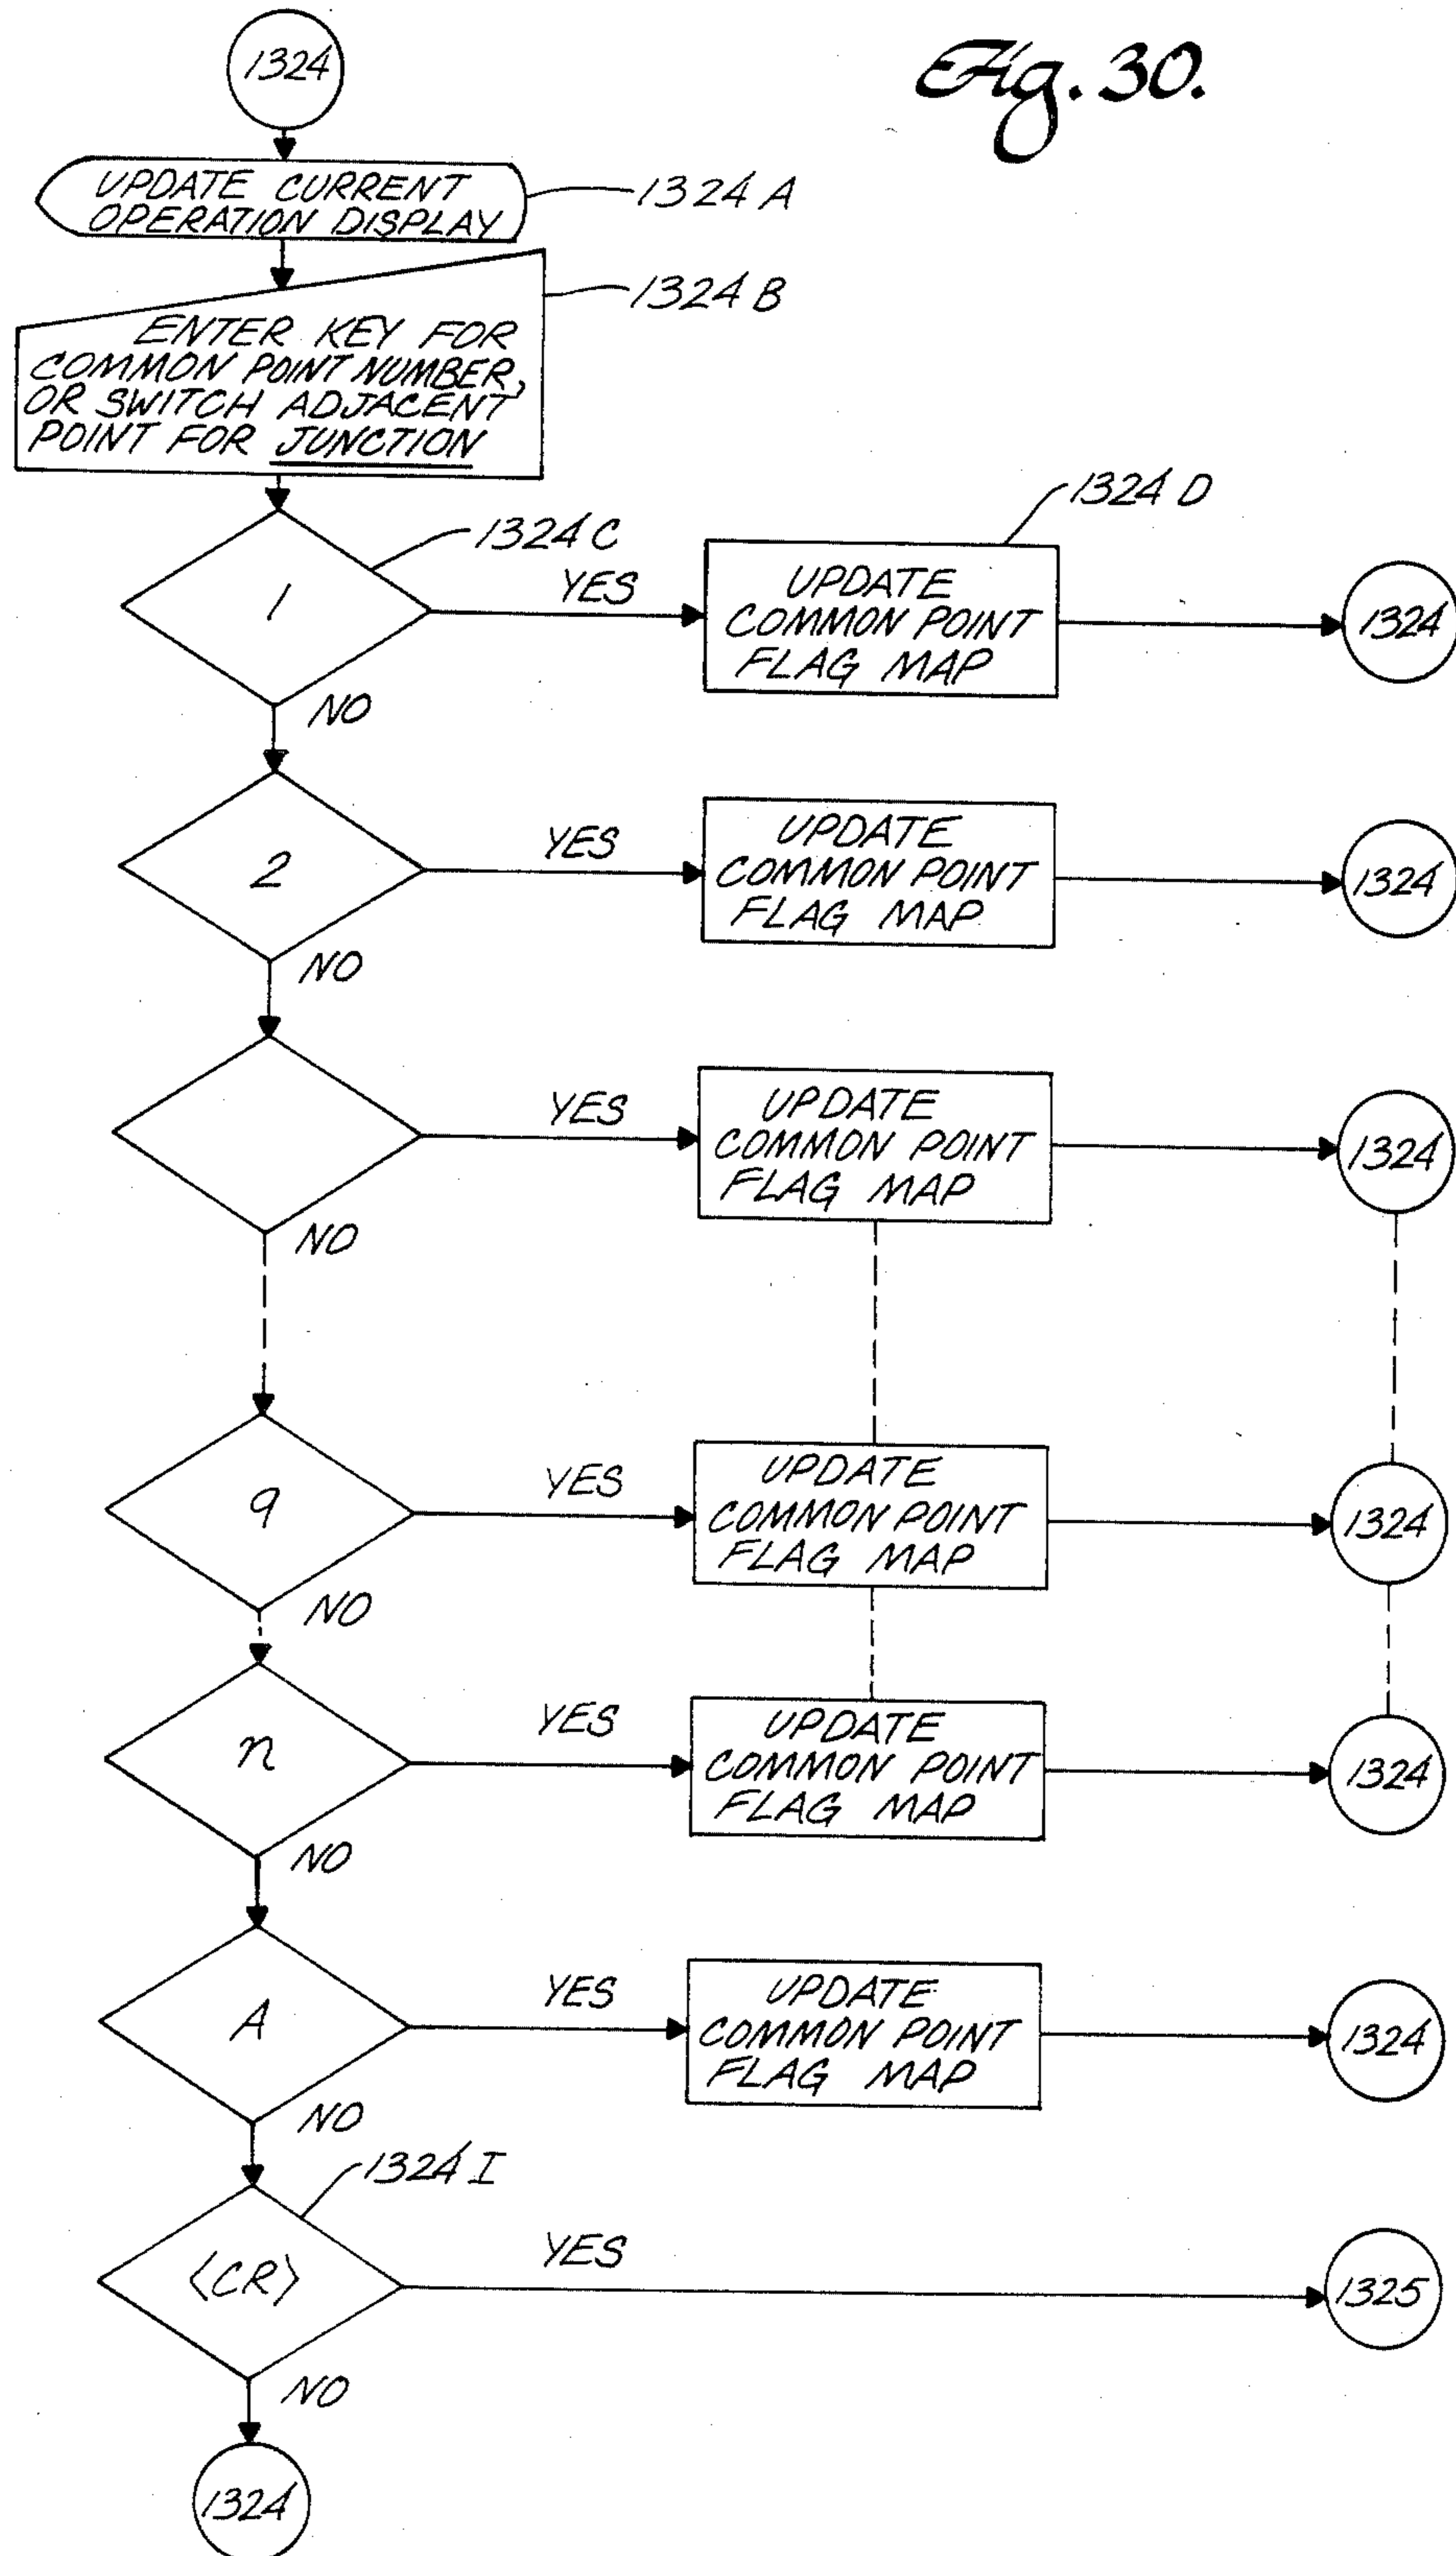 1324
Fig. 30.
UPDATE CURRENT
OPERATION DISPLAY
1324 A
1324 B
ENTER KEY FOR
COMMON POINT NUMBER,
OR SWITCH ADJACENT
POINT FOR JUNCTION
1324 C
1324 D
1
YES
UPDATE
COMMON POINT
FLAG MAP
1324
NO
2
YES
UPDATE
COMMON POINT
FLAG MAP
1324
NO
YES
UPDATE
COMMON POINT
FLAG MAP
1324
NO
9
YES
UPDATE
COMMON POINT
FLAG MAP
1324
NO
n
YES
UPDATE
COMMON POINT
FLAG MAP
1324
NO
A
YES
UPDATE
COMMON POINT
FLAG MAP
1324
NO
1324 I
<CR>
YES
1325
NO
1324